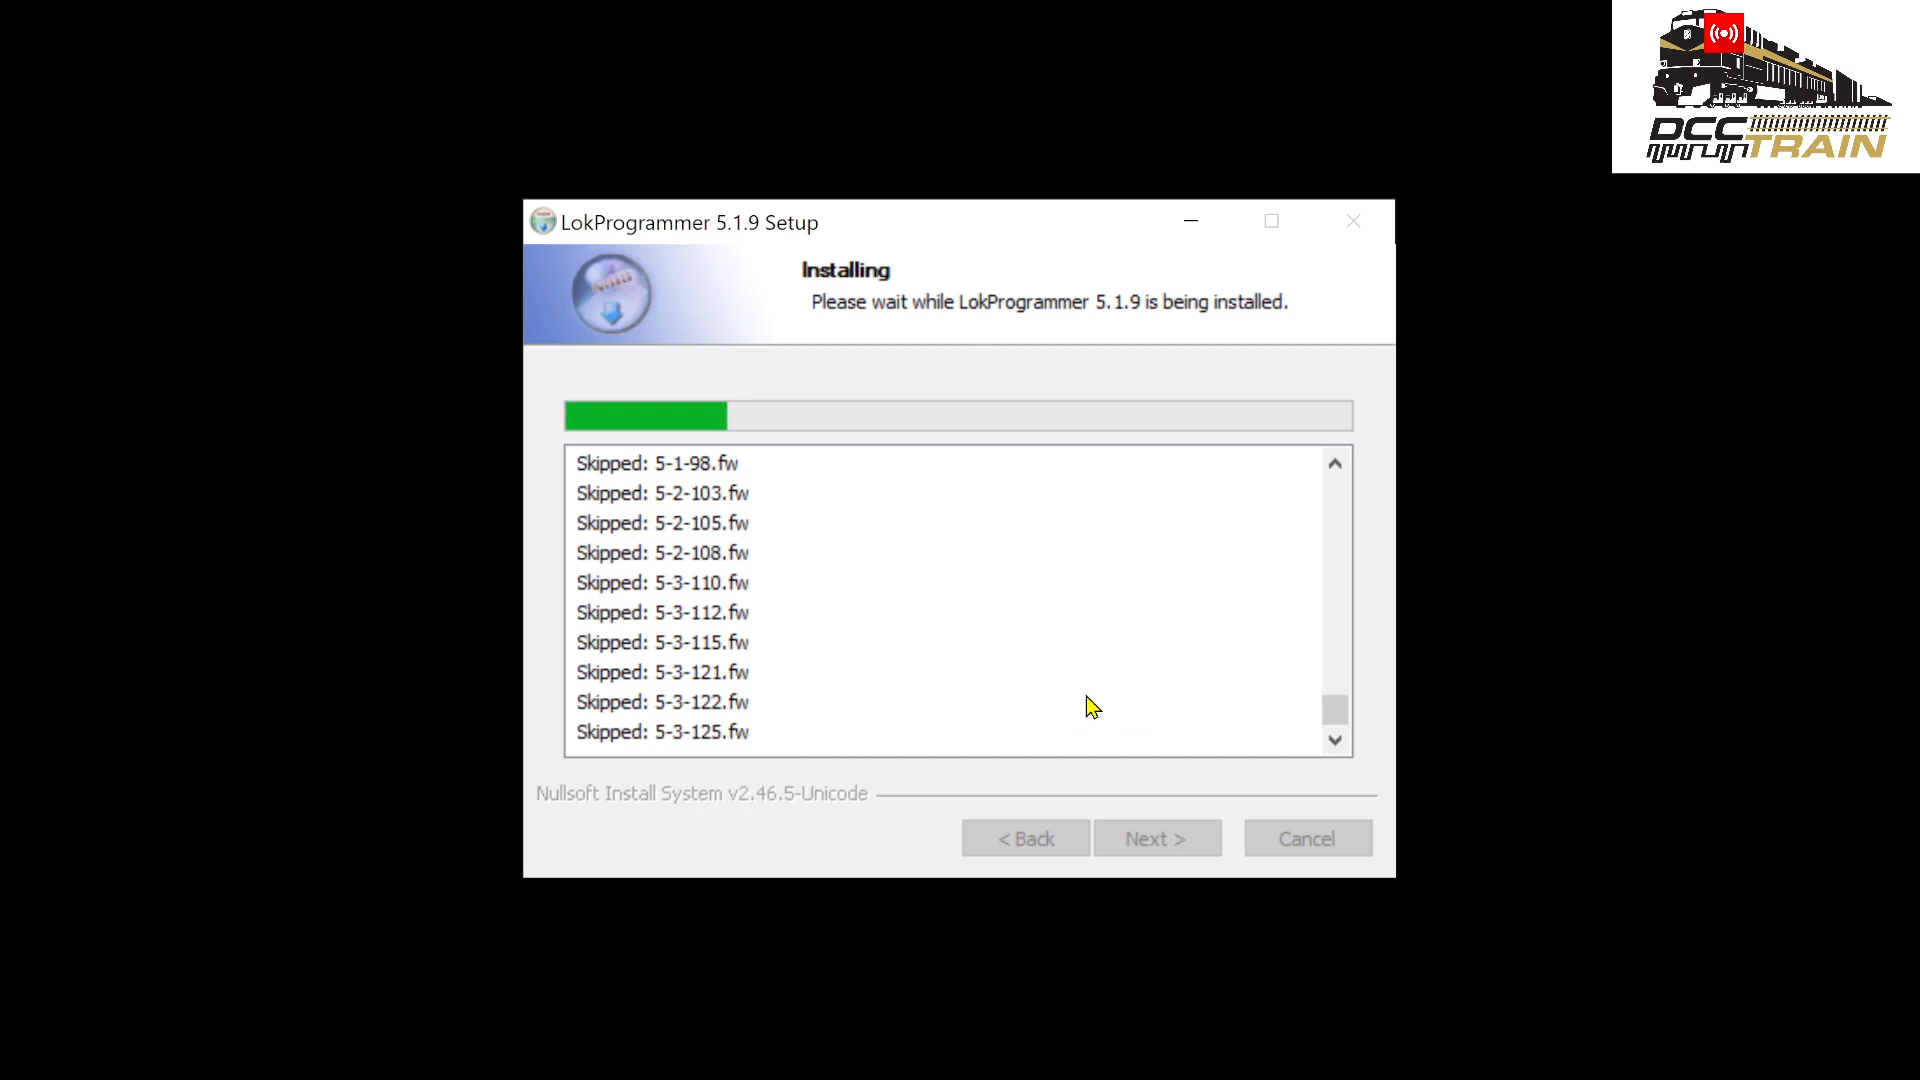 DCC
TRAIN
LokProgrammer 5.1.9 Setup
Installing
Please wait while LokProgrammer 5.1.9 is being installed.
Skipped: 5-1-98.fw
Skipped: 5-2-103.fw
Skipped: 5-2-105.fw
Skipped: 5-2-108.fw
Skipped: 5-3-110.fw
Skipped: 5-3-112.fw
Skipped: 5-3-115.fw
Skipped: 5-3-121.fw
Skipped: 5-3-122.fw
Skipped: 5-3-125.fw
Nullsoft Install System v2.46.5-Unicode
< Back
Next >
Cancel